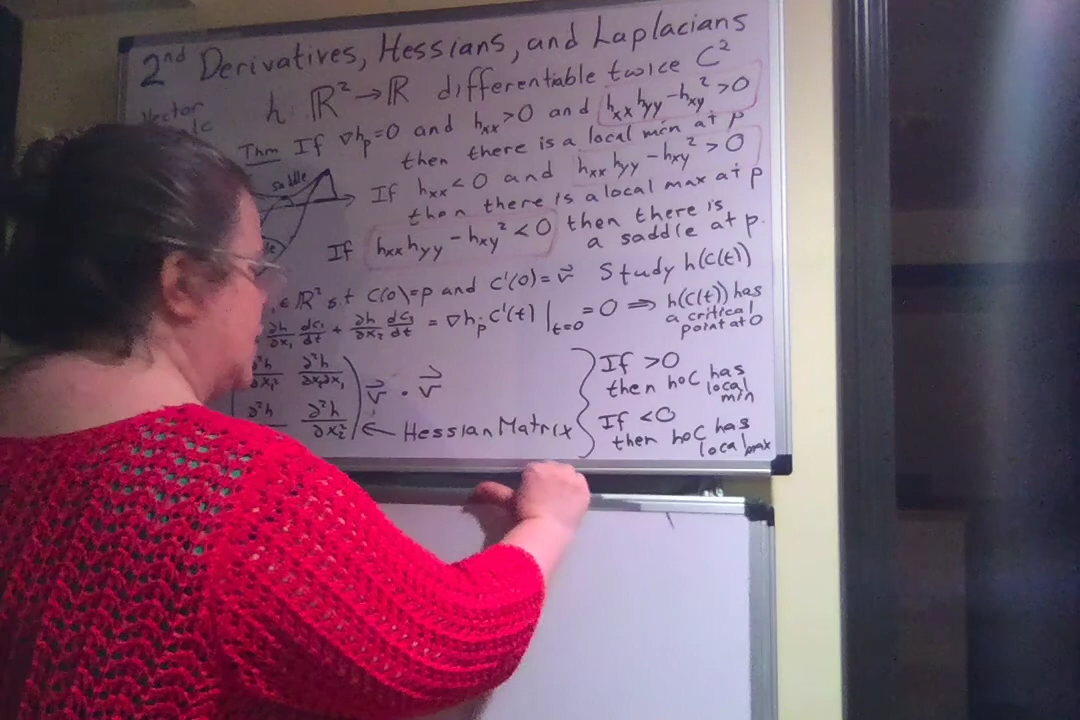 2nd Derivatives, Hessians, and Laplacians
Vector
h: ℝ² → ℝ differentiable twice C²
Thm If ∇hₚ=0 and hₓₓ>0 and hₓₓhyy-hxy²>0
then there is a local min at p
saddle
If hₓₓ<0 and hₓₓhyy-hxy²>0
then there is a local max at p
If hₓₓhyy-hxy²<0 then there is
a saddle at p.
∈ℝ² s.t c(0)=p and c'(0)=v⃗ Study h(c(t))
∂h/∂x₁ dc₁/dt + ∂h/∂x₂ dc₂/dt = ∇hₚ·c'(t)|t=0 =0 ⟹ h(c(t)) has
a critical
point at 0
∂²h/∂x₁² ∂²h/∂x₂∂x₁
∂²h ∂²h/∂x₂²
v⃗ · v⃗
← Hessian Matrix
If >0
then hoc has
local
min
If <0
then hoc has
local max